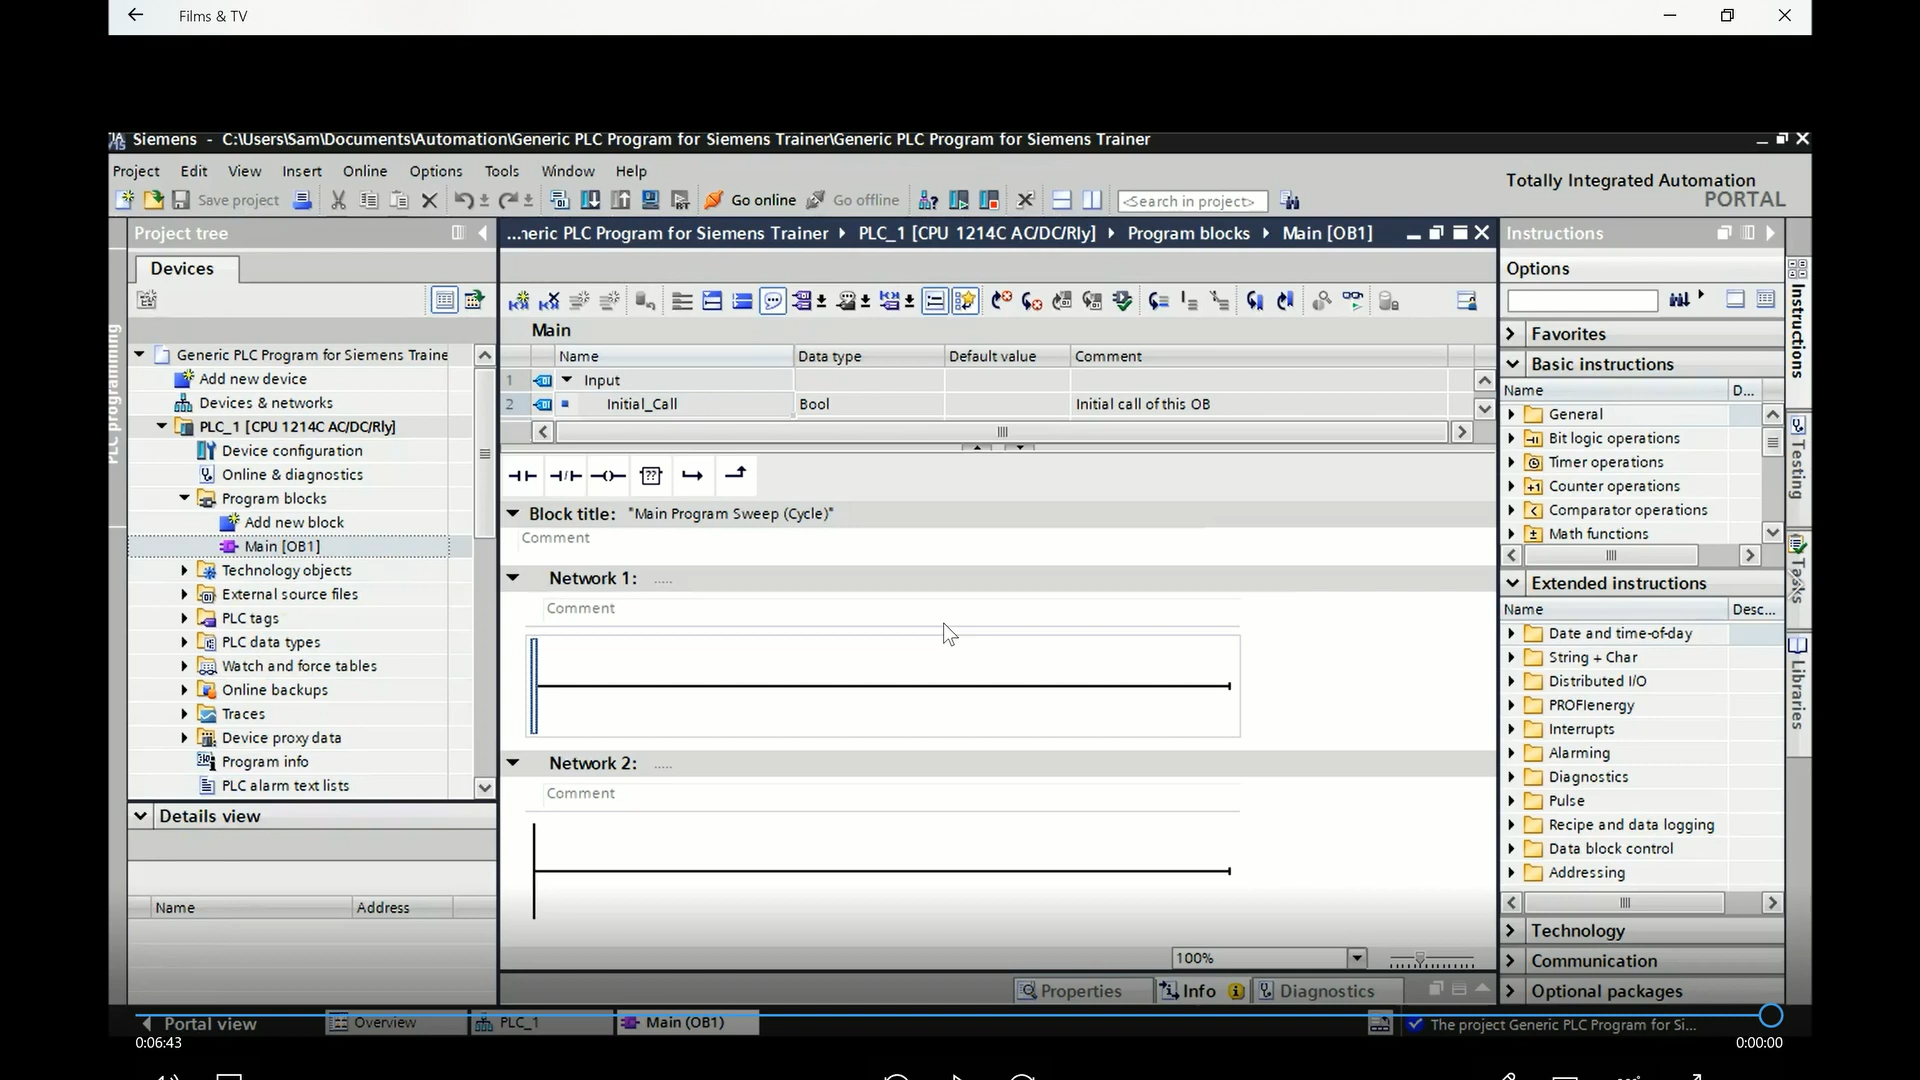 Films & TV
Siemens - C:\Users\Sam\Documents\Automation\Generic PLC Program for Siemens Trainer\Generic PLC Program for Siemens Trainer
Project Edit View Insert Online Options Tools Window Help
Totally Integrated Automation
PORTAL
Save project Go online Go offline <Search in project>
Project tree
...neric PLC Program for Siemens Trainer PLC_1 [CPU 1214C AC/DC/Rly] Program blocks Main [OB1]
Instructions
Devices
Options
Main
Name Data type Default value Comment
1 Input
2 Initial_Call Bool Initial call of this OB
Generic PLC Program for Siemens Traine
Add new device
Devices & networks
PLC_1 [CPU 1214C AC/DC/Rly]
Device configuration
Online & diagnostics
Program blocks
Add new block
Main [OB1]
Technology objects
External source files
PLC tags
PLC data types
Watch and force tables
Online backups
Traces
Device proxy data
Program info
PLC alarm text lists
Details view
Name Address
PLC programming
??
Block title: "Main Program Sweep (Cycle)"
Comment
Network 1: .....
Comment
Network 2: .....
Comment
100%
Properties Info Diagnostics
Favorites
Basic instructions
Name D...
General
Bit logic operations
Timer operations
Counter operations
Comparator operations
Math functions
Extended instructions
Name Desc...
Date and time-of-day
String + Char
Distributed I/O
PROFIenergy
Interrupts
Alarming
Diagnostics
Pulse
Recipe and data logging
Data block control
Addressing
Technology
Communication
Optional packages
Instructions
Testing
Tasks
Libraries
Portal view Overview PLC_1 Main (OB1) The project Generic PLC Program for Si...
0:06:43 0:00:00